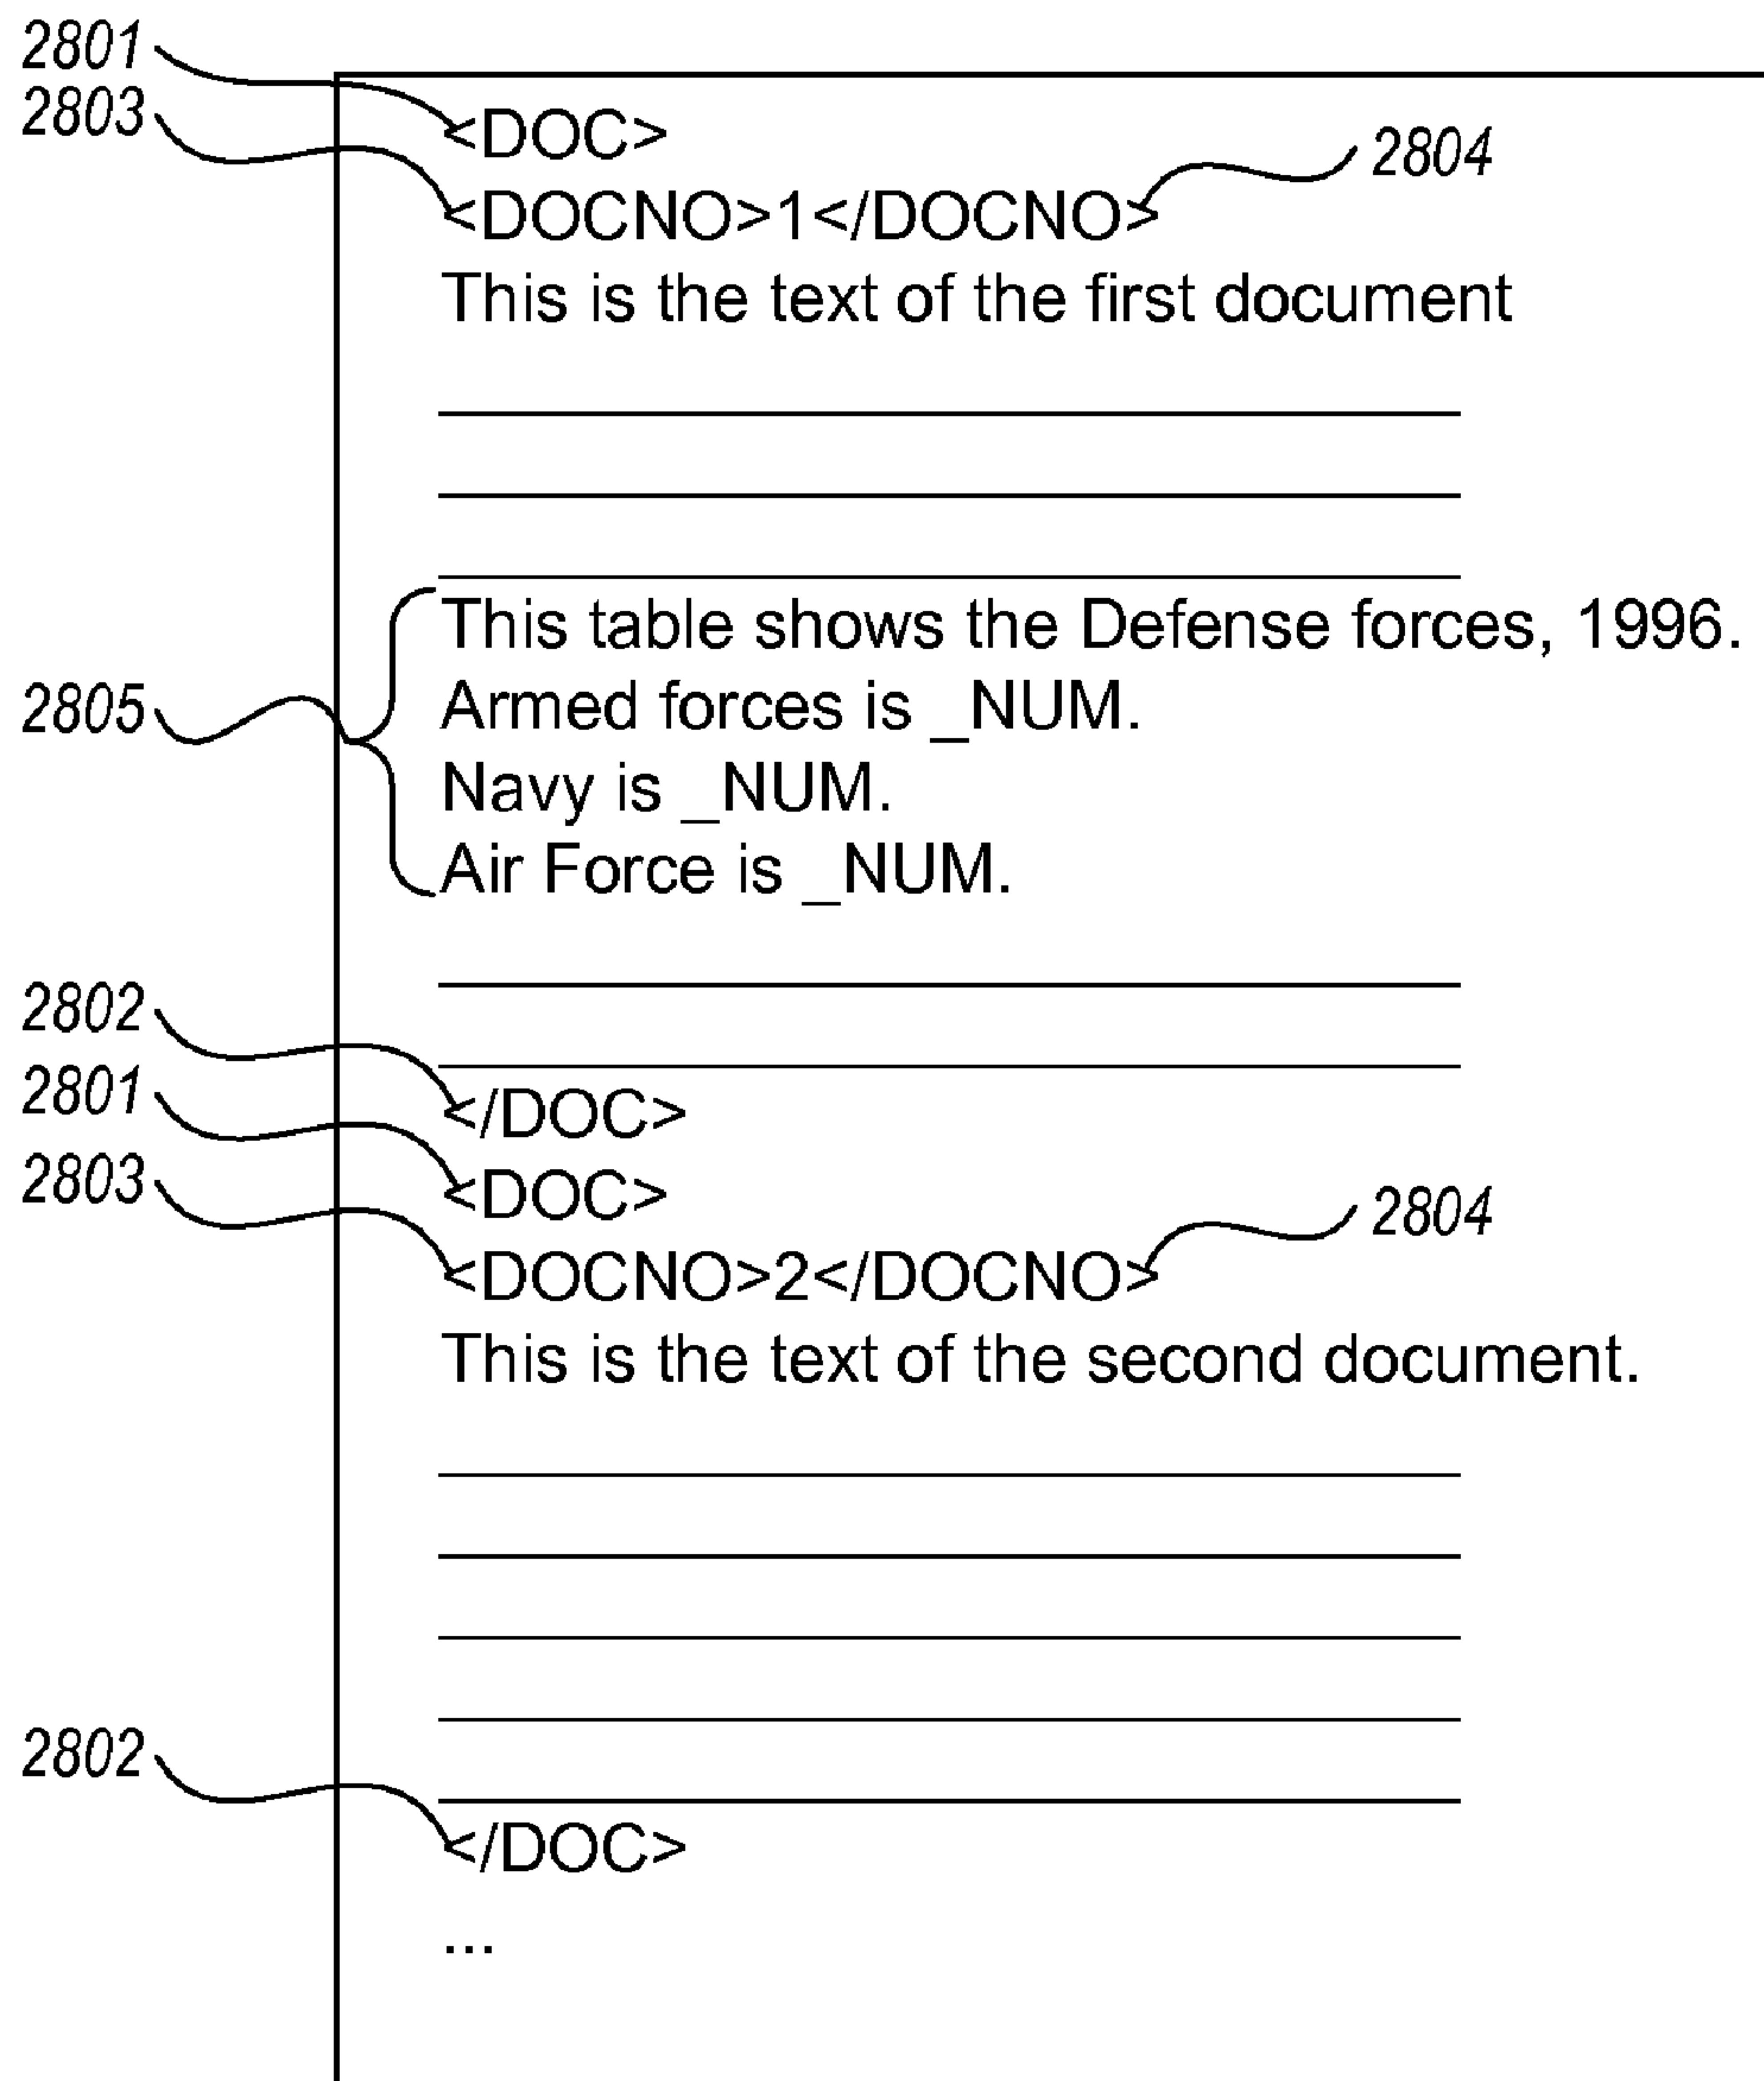 2801
2803
<DOC>
<DOCNO>1</DOCNO>
2804
This is the text of the first document
This table shows the Defense forces, 1996.
2805
Armed forces is _NUM.
Navy is _NUM.
Air Force is _NUM.
2802
2801
</DOC>
2803
<DOC>
2804
<DOCNO>2</DOCNO>
This is the text of the second document.
2802
</DOC>
...